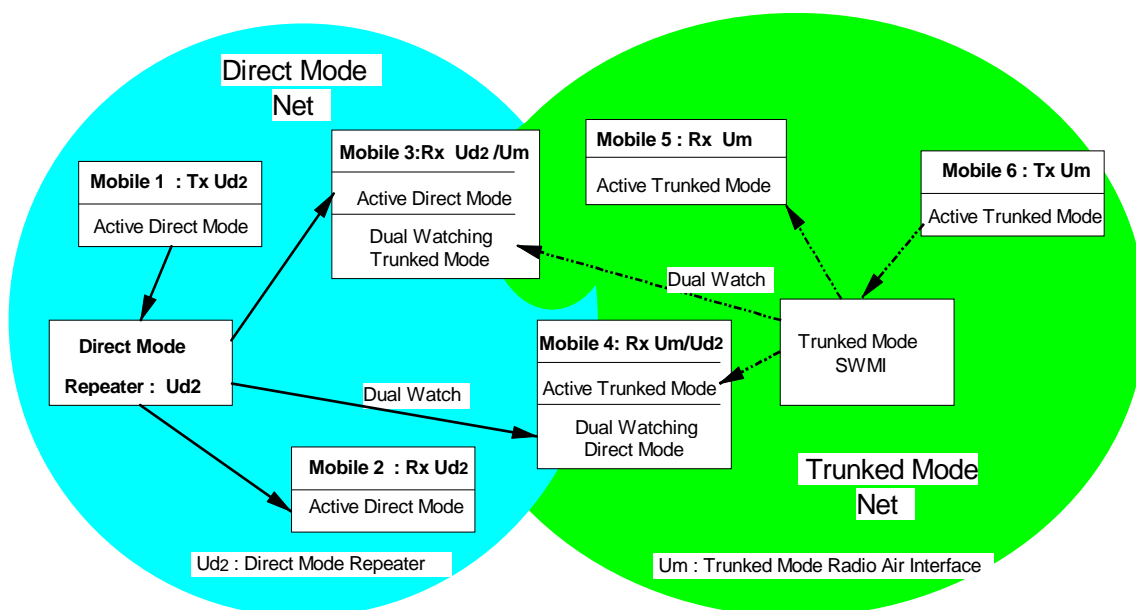 Direct Mode
Net
Mobile 1 : Tx Ud2
Active Direct Mode
Mobile 3:Rx Ud2 /Um
Active Direct Mode
Dual Watching
Trunked Mode
Mobile 5 : Rx Um
Active Trunked Mode
Mobile 6 : Tx Um
Active Trunked Mode
Dual Watch
Direct Mode
Repeater : Ud2
Mobile 4: Rx Um/Ud2
Active Trunked Mode
Dual Watching
Direct Mode
Trunked Mode
SWMI
Dual Watch
Mobile 2 : Rx Ud2
Active Direct Mode
Trunked Mode
Net
Ud2 : Direct Mode Repeater
Um : Trunked Mode Radio Air Interface